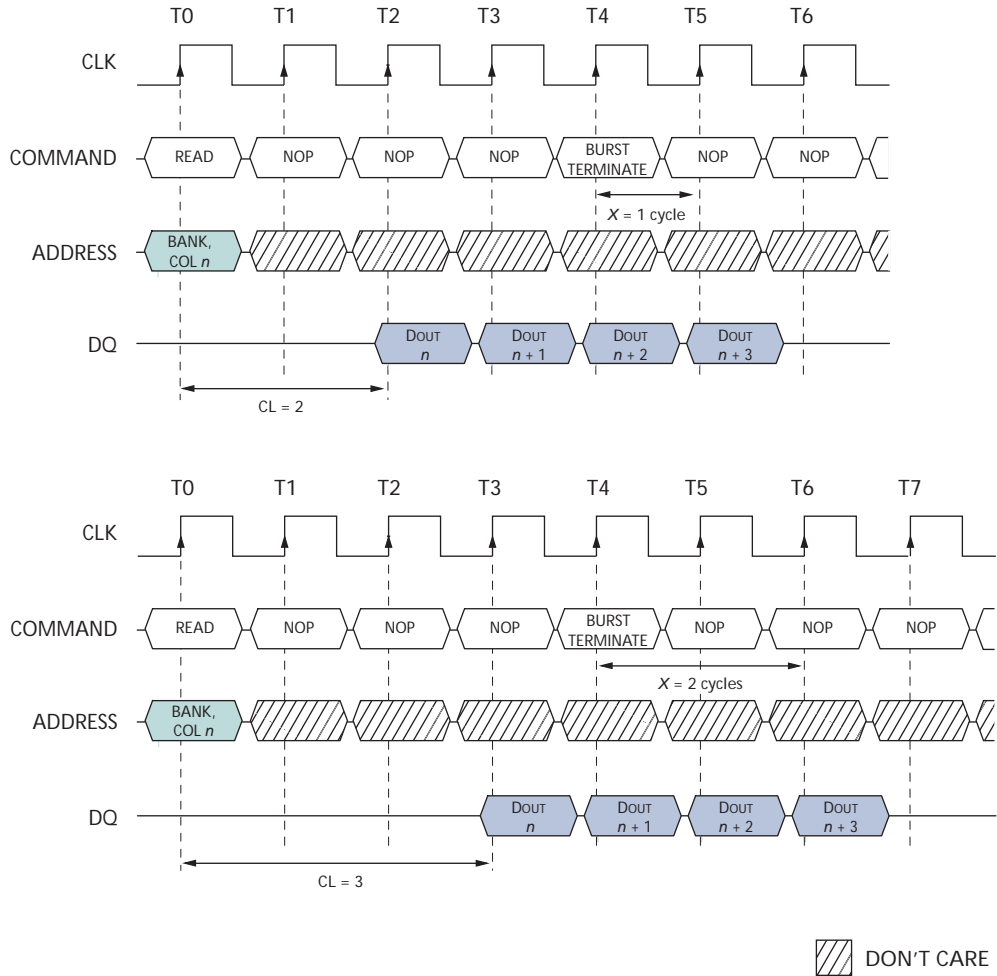 T0 T1 T2 T3 T4 T5 T6
CLK
COMMAND READ NOP NOP NOP BURST TERMINATE NOP NOP
X = 1 cycle
ADDRESS BANK, COL n
DQ DOUT n DOUT n + 1 DOUT n + 2 DOUT n + 3
CL = 2
T0 T1 T2 T3 T4 T5 T6 T7
CLK
COMMAND READ NOP NOP NOP BURST TERMINATE NOP NOP NOP
X = 2 cycles
ADDRESS BANK, COL n
DQ DOUT n DOUT n + 1 DOUT n + 2 DOUT n + 3
CL = 3
DON'T CARE